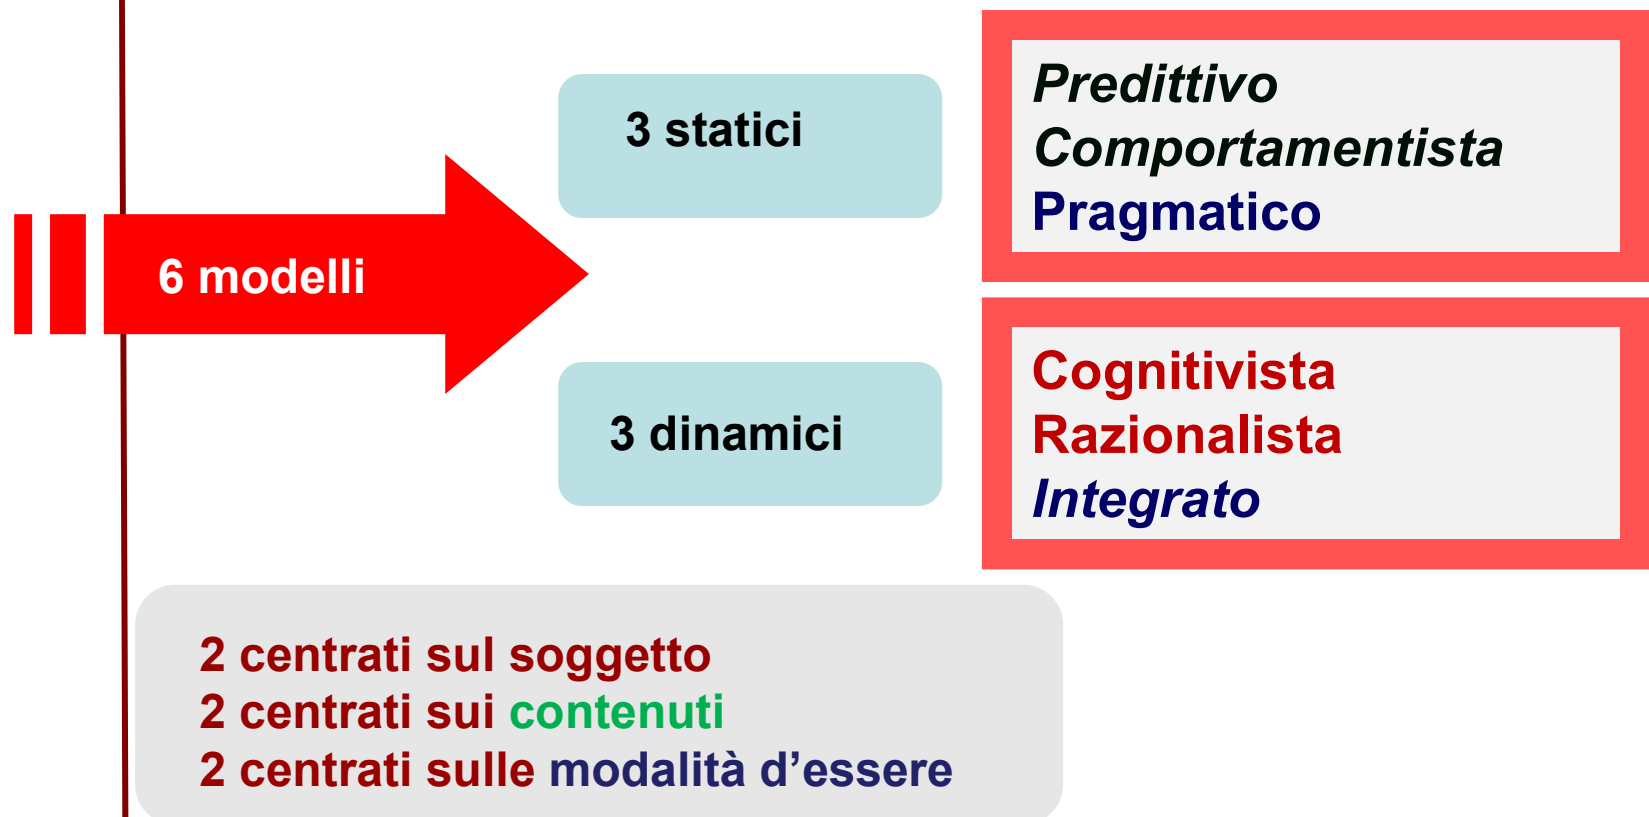 6 modelli
3 statici
Predittivo
Comportamentista
Pragmatico
3 dinamici
Cognitivista
Razionalista
Integrato
2 centrati sul soggetto
2 centrati sui contenuti
2 centrati sulle modalità d’essere